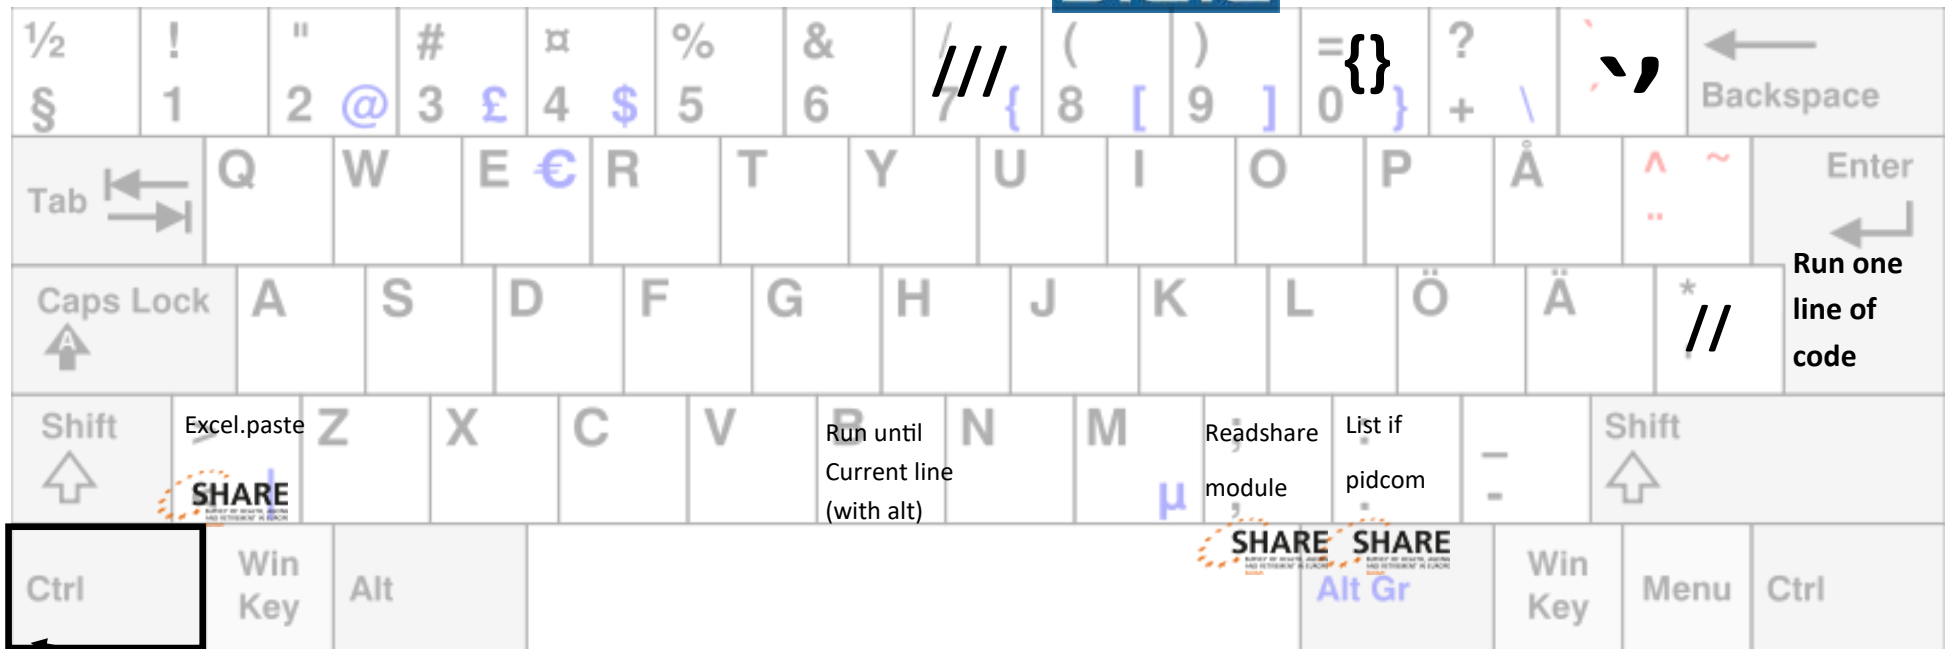 ½ ! " # ¤ % & / /// ( ) = {} ? ` `,
§ 1 2 @ 3 £ 4 $ 5 6 7 { 8 [ 9 ] 0 } + \ ´ Backspace
Tab Q W E € R T Y U I O P Å ^ ~ Enter
¨
Run one
line of
code
Caps Lock A S D F G H J K L Ö Ä *
A //
Shift > Z X C V B N M ; : _ Shift
| µ , . -
Excel.paste
SHARE
Run until
Current line
(with alt)
Readshare
module
SHARE
List if
pidcom
SHARE
Ctrl Win
Key Alt Alt Gr Win
Key Menu Ctrl